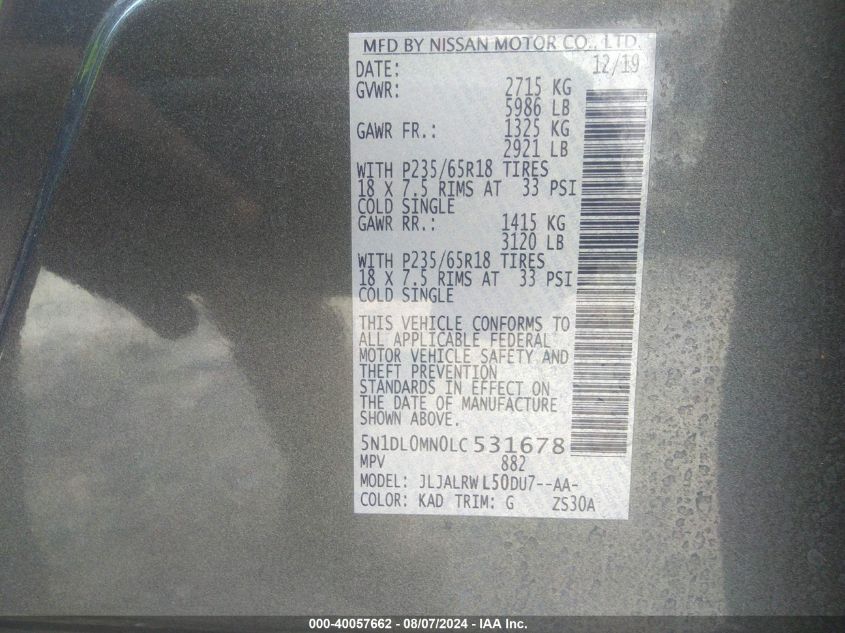 MFD BY NISSAN MOTOR CO., LTD.
DATE: 12/19
GVWR: 2715 KG
5986 LB
GAWR FR.: 1325 KG
2921 LB
WITH P235/65R18 TIRES
18 X 7.5 RIMS AT 33 PSI
COLD SINGLE
GAWR RR.: 1415 KG
3120 LB
WITH P235/65R18 TIRES
18 X 7.5 RIMS AT 33 PSI
COLD SINGLE
THIS VEHICLE CONFORMS TO
ALL APPLICABLE FEDERAL
MOTOR VEHICLE SAFETY AND
THEFT PREVENTION
STANDARDS IN EFFECT ON
THE DATE OF MANUFACTURE
SHOWN ABOVE.
5N1DL0MN0LC531678
MPV 882
MODEL: JLJALRWL50DU7--AA-
COLOR: KAD TRIM: G ZS30A
000-40057662 - 08/07/2024 - IAA Inc.